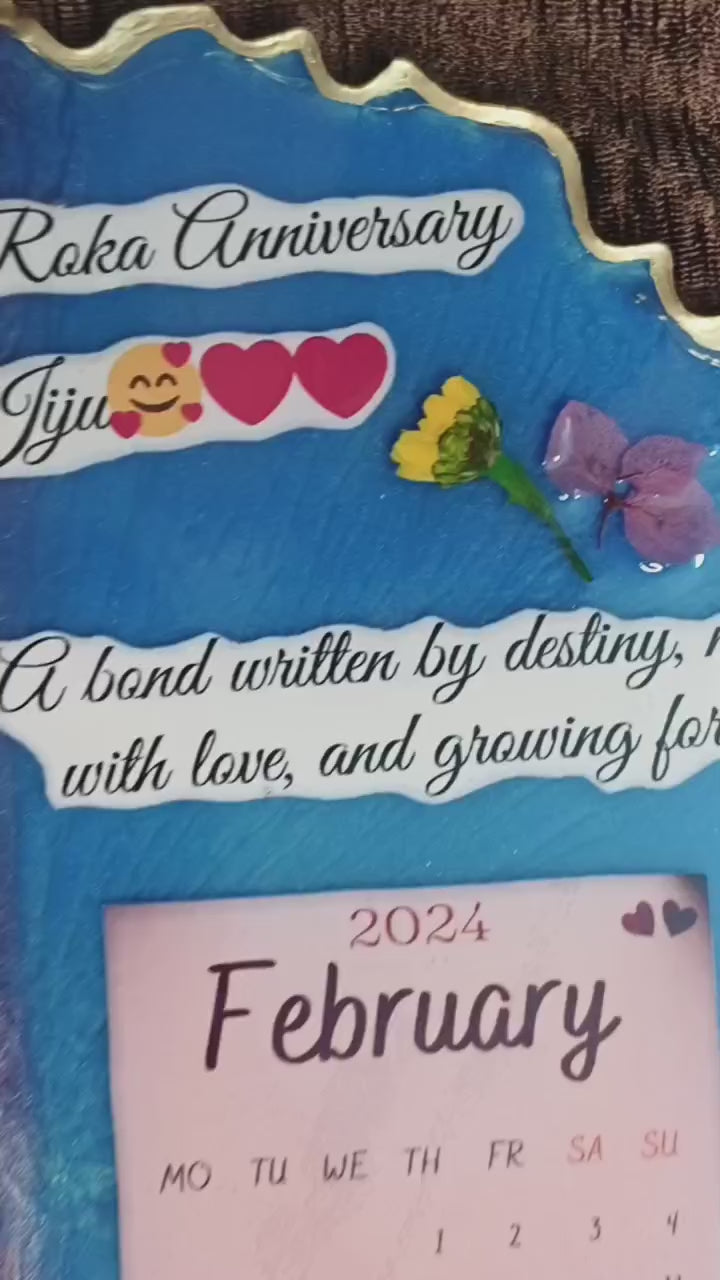 Roka Anniversary
Jiju🥰❤️❤️
A bond written by destiny,
with love, and growing
2024
February
MO TU WE TH FR SA SU
1 2 3 4